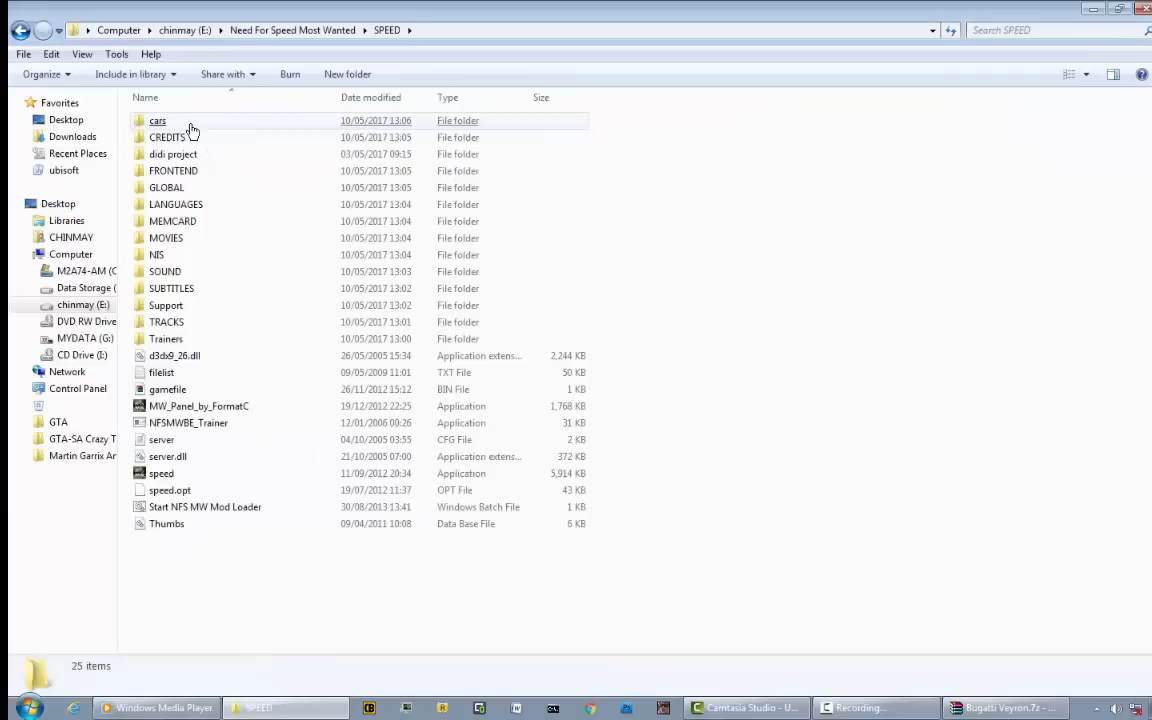 Computer ▸ chinmay (E:) ▸ Need For Speed Most Wanted ▸ SPEED ▸ Search SPEED
File Edit View Tools Help
Organize Include in library Share with Burn New folder
Name Date modified Type Size
Favorites
Desktop
Downloads
Recent Places
ubisoft
Desktop
Libraries
CHINMAY
Computer
M2A74-AM (C
Data Storage (
chinmay (E:)
DVD RW Drive
MYDATA (G:)
CD Drive (I:)
Network
Control Panel
GTA
GTA-SA Crazy T
Martin Garrix Ar
cars 10/05/2017 13:06 File folder
CREDITS 10/05/2017 13:05 File folder
didi project 03/05/2017 09:15 File folder
FRONTEND 10/05/2017 13:05 File folder
GLOBAL 10/05/2017 13:05 File folder
LANGUAGES 10/05/2017 13:04 File folder
MEMCARD 10/05/2017 13:04 File folder
MOVIES 10/05/2017 13:04 File folder
NIS 10/05/2017 13:04 File folder
SOUND 10/05/2017 13:03 File folder
SUBTITLES 10/05/2017 13:02 File folder
Support 10/05/2017 13:02 File folder
TRACKS 10/05/2017 13:01 File folder
Trainers 10/05/2017 13:00 File folder
d3dx9_26.dll 26/05/2005 15:34 Application extens... 2,244 KB
filelist 09/05/2009 11:01 TXT File 50 KB
gamefile 26/11/2012 15:12 BIN File 1 KB
MW_Panel_by_FormatC 19/12/2012 22:25 Application 1,768 KB
NFSMWBE_Trainer 12/01/2006 00:26 Application 31 KB
server 04/10/2005 03:55 CFG File 2 KB
server.dll 21/10/2005 07:00 Application extens... 372 KB
speed 11/09/2012 20:34 Application 5,914 KB
speed.opt 19/07/2012 11:37 OPT File 43 KB
Start NFS MW Mod Loader 30/08/2013 13:41 Windows Batch File 1 KB
Thumbs 09/04/2011 10:08 Data Base File 6 KB
25 items
Windows Media Player SPEED Camtasia Studio - U... Recording... Bugatti Veyron.7z - ...